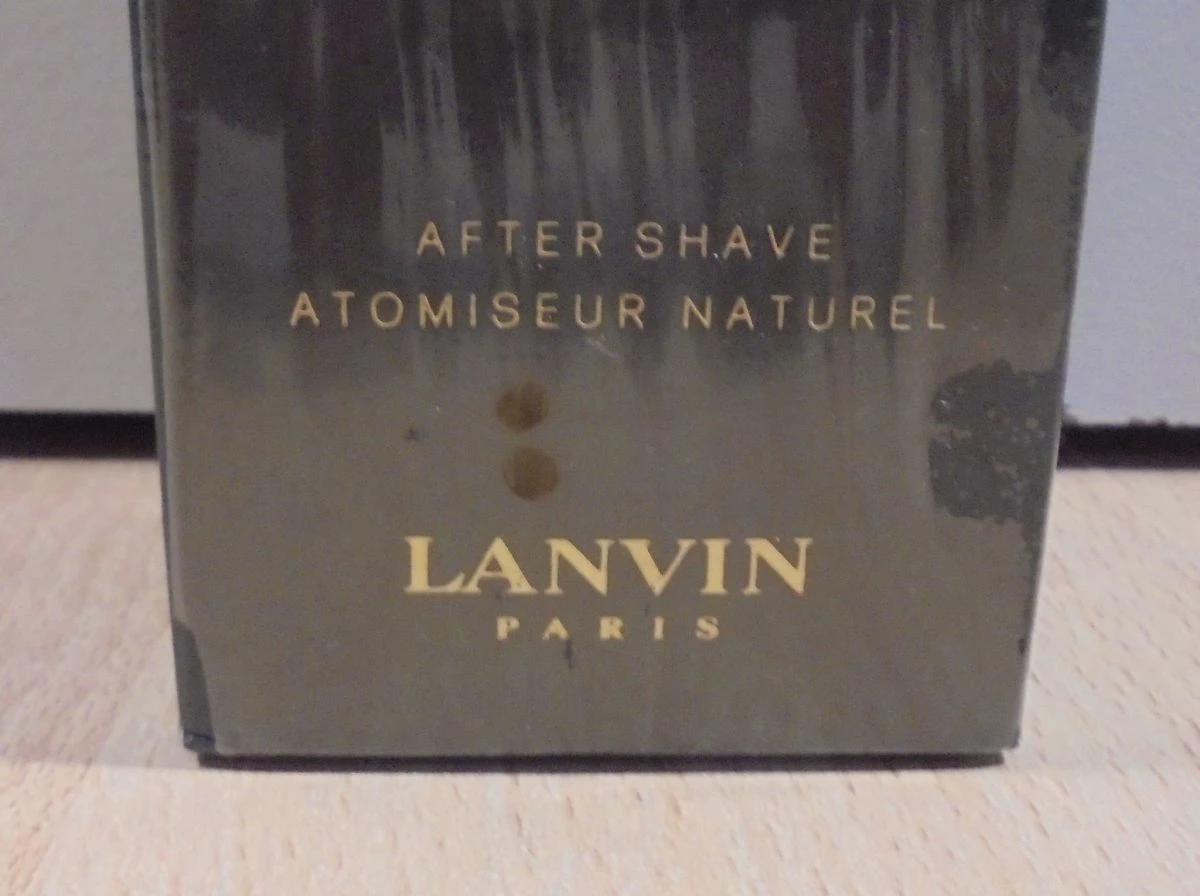 AFTER SHAVE
ATOMISEUR NATUREL
LANVIN
PARIS